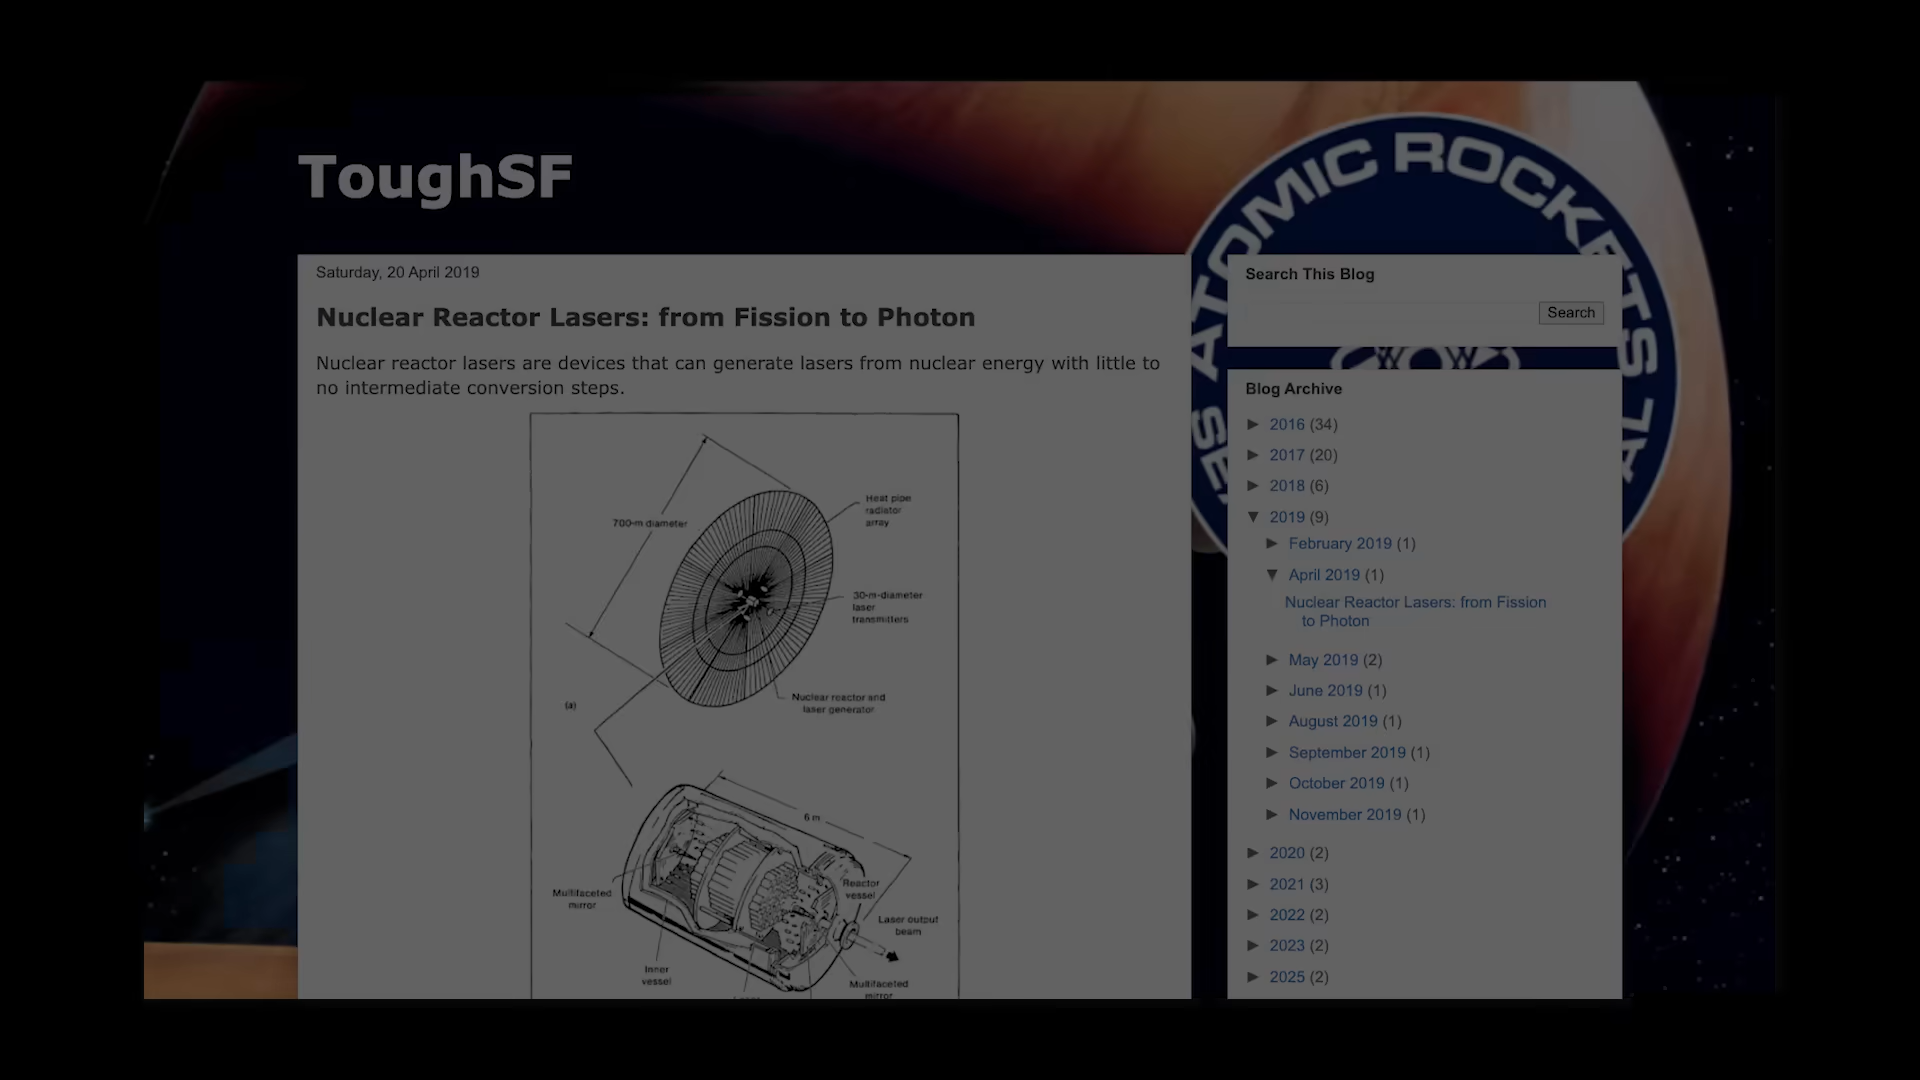 ToughSF
ATOMIC ROCKETS
SEAL
Saturday, 20 April 2019
Nuclear Reactor Lasers: from Fission to Photon
Nuclear reactor lasers are devices that can generate lasers from nuclear energy with little to
no intermediate conversion steps.
700-m diameter
Heat pipe
radiator
array
30-m-diameter
laser
transmitters
Nuclear reactor and
laser generator
(a)
6 m
Multifaceted
mirror
Reactor
vessel
Laser output
beam
Inner
vessel
Multifaceted
mirror
Search This Blog
Search
Blog Archive
► 2016 (34)
► 2017 (20)
► 2018 (6)
▼ 2019 (9)
► February 2019 (1)
▼ April 2019 (1)
Nuclear Reactor Lasers: from Fission
to Photon
► May 2019 (2)
► June 2019 (1)
► August 2019 (1)
► September 2019 (1)
► October 2019 (1)
► November 2019 (1)
► 2020 (2)
► 2021 (3)
► 2022 (2)
► 2023 (2)
► 2025 (2)